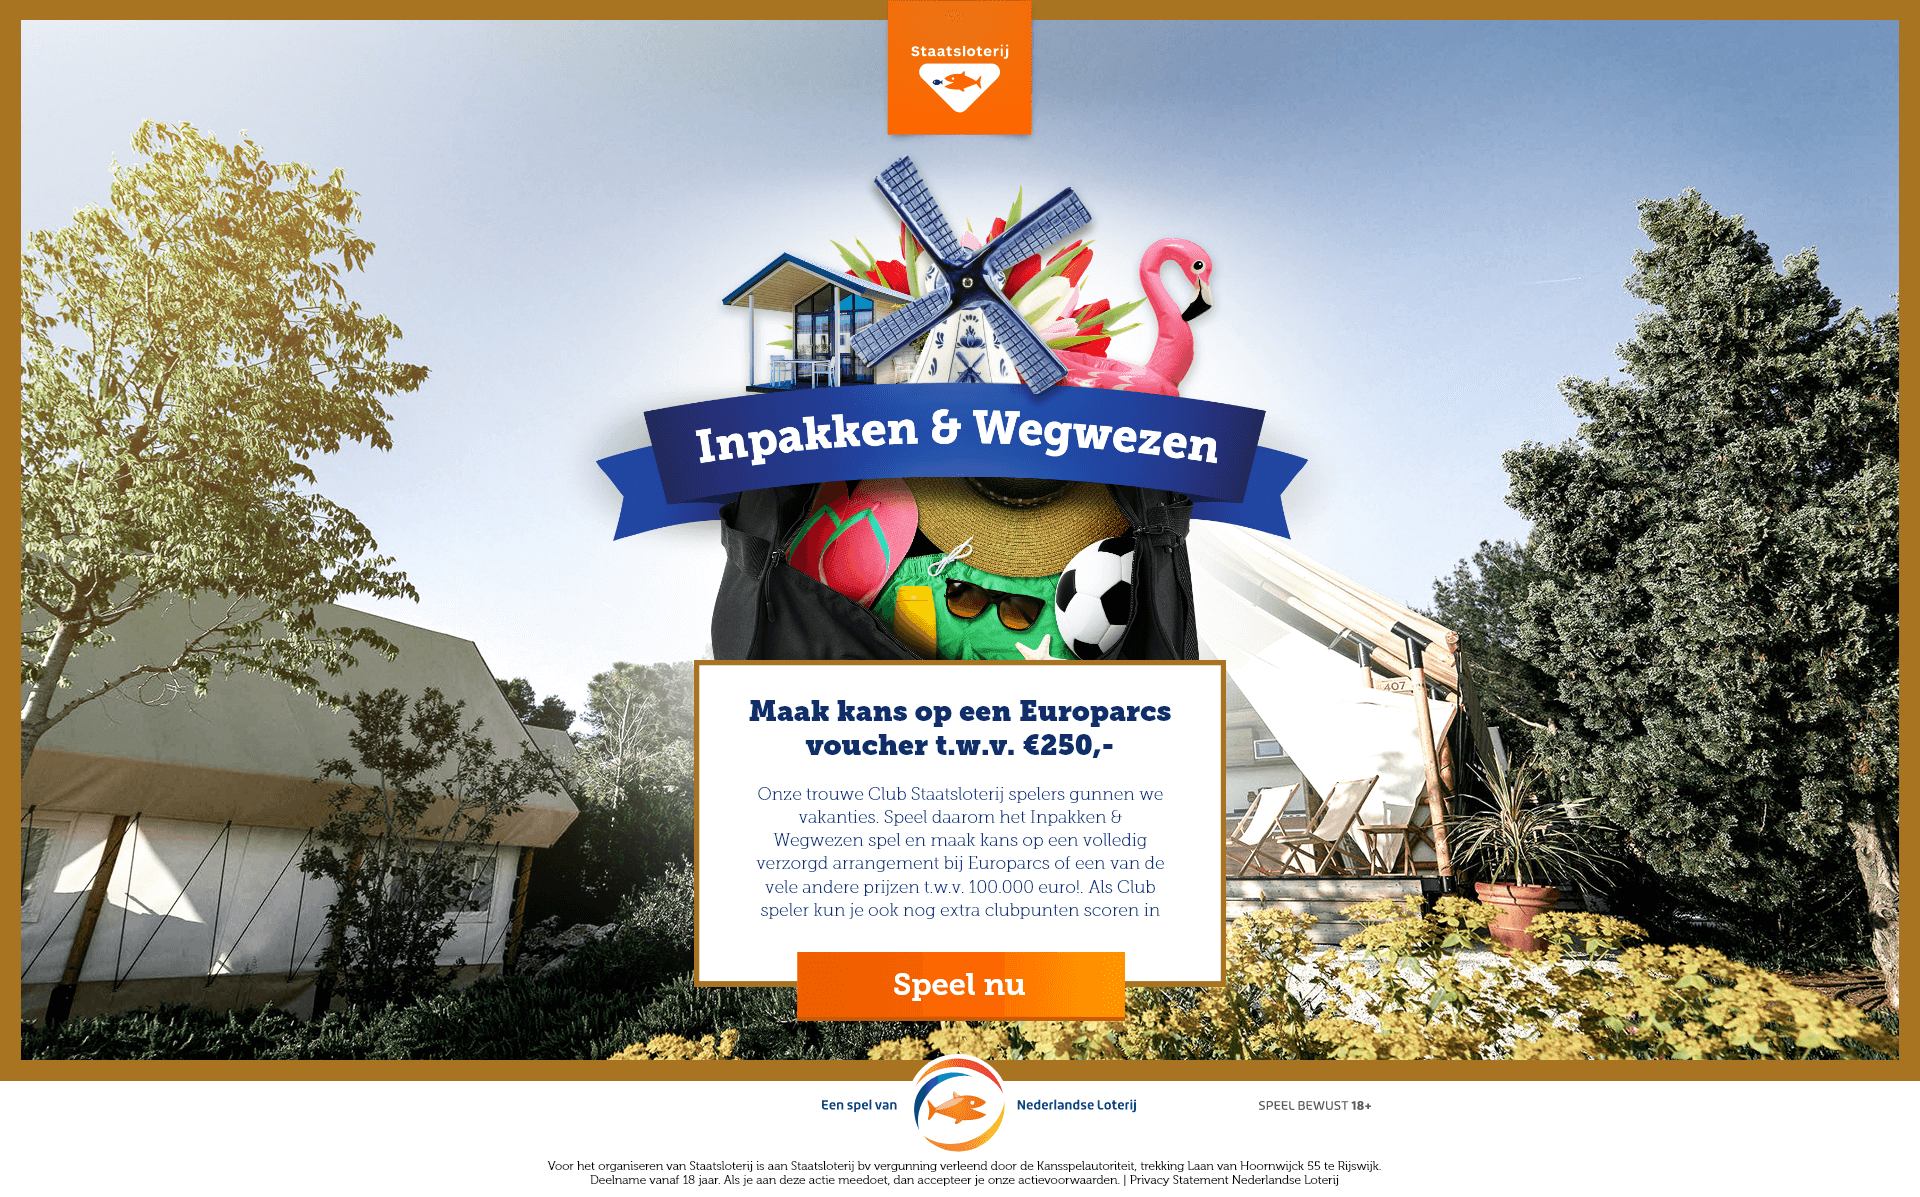 Staatsloterij
Inpakken & Wegwezen
407
Maak kans op een Europarcs
voucher t.w.v. €250,-
Onze trouwe Club Staatsloterij spelers gunnen we
vakanties. Speel daarom het Inpakken &
Wegwezen spel en maak kans op een volledig
verzorgd arrangement bij Europarcs of een van de
vele andere prijzen t.w.v. 100.000 euro!. Als Club
speler kun je ook nog extra clubpunten scoren in
Speel nu
Een spel van Nederlandse Loterij
SPEEL BEWUST 18+
Voor het organiseren van Staatsloterij is aan Staatsloterij bv vergunning verleend door de Kansspelautoriteit, trekking Laan van Hoornwijck 55 te Rijswijk.
Deelname vanaf 18 jaar. Als je aan deze actie meedoet, dan accepteer je onze actievoorwaarden. | Privacy Statement Nederlandse Loterij